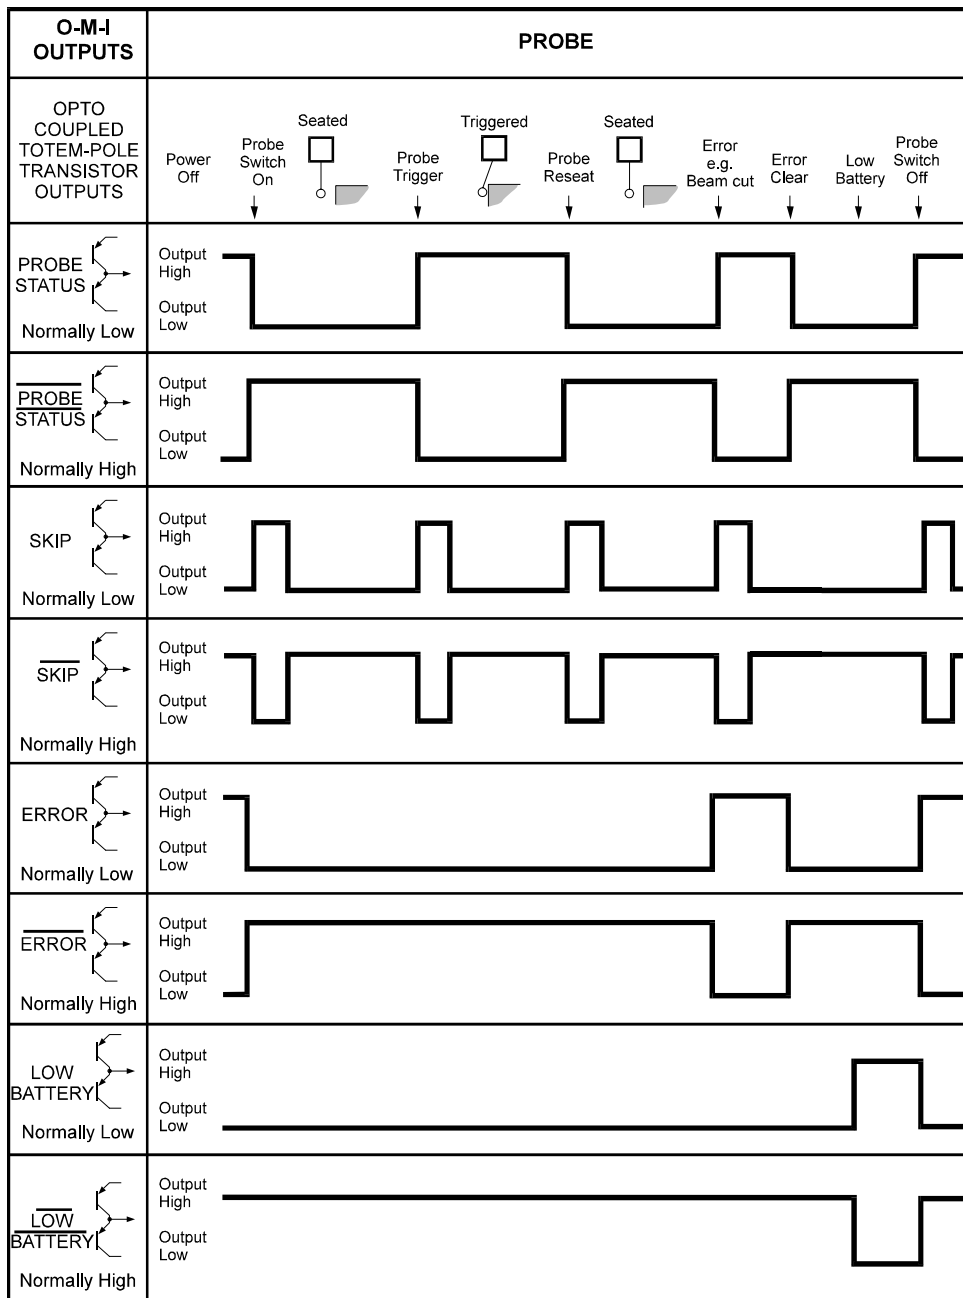 O-M-I
OUTPUTS
PROBE
OPTO
COUPLED
TOTEM-POLE
TRANSISTOR
OUTPUTS
Power
Off
Probe
Switch
On
Seated
Probe
Trigger
Triggered
Probe
Reseat
Seated
Error
e.g.
Beam cut
Error
Clear
Low
Battery
Probe
Switch
Off
PROBE
STATUS
Normally Low
Output
High
Output
Low
PROBE
STATUS
Normally High
Output
High
Output
Low
SKIP
Normally Low
Output
High
Output
Low
SKIP
Normally High
Output
High
Output
Low
ERROR
Normally Low
Output
High
Output
Low
ERROR
Normally High
Output
High
Output
Low
LOW
BATTERY
Normally Low
Output
High
Output
Low
LOW
BATTERY
Normally High
Output
High
Output
Low